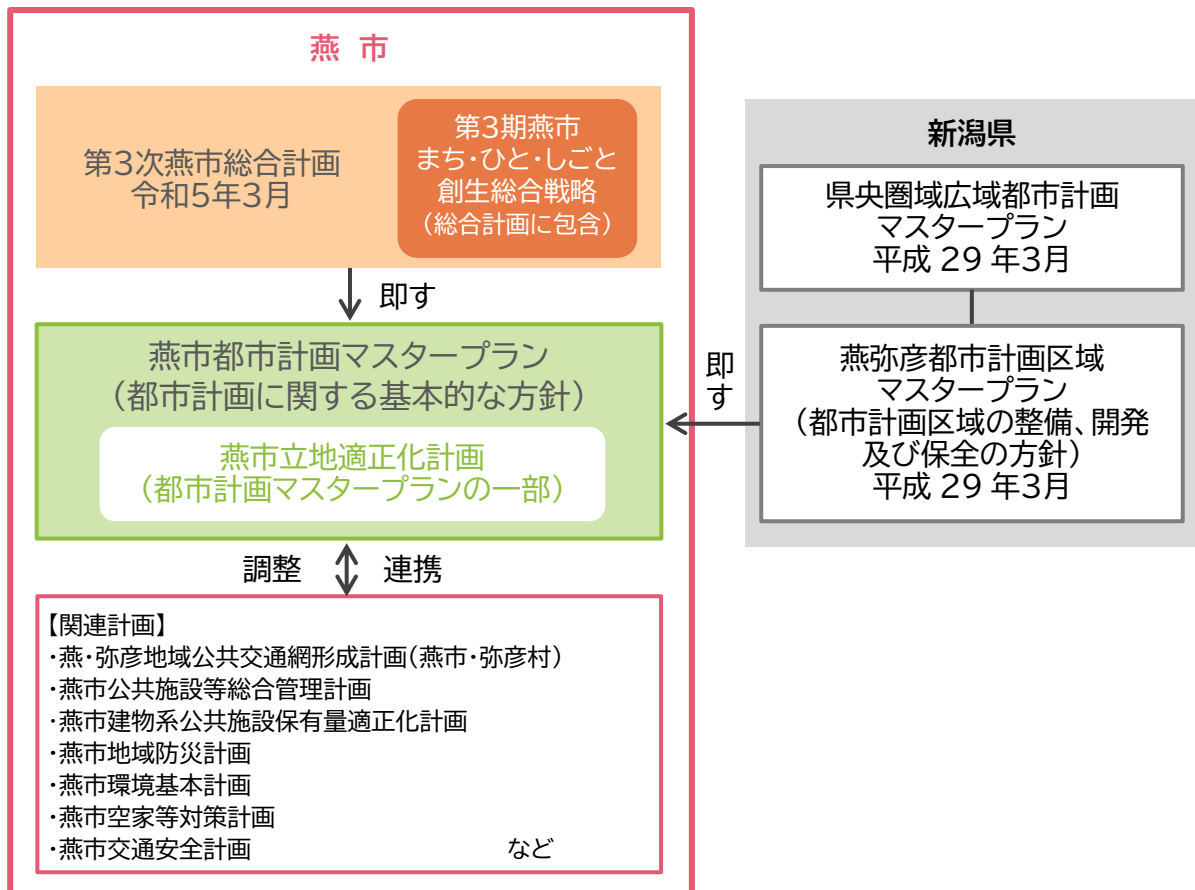 燕 市
第3次燕市総合計画
令和5年3月
第3期燕市
まち・ひと・しごと
創生総合戦略
（総合計画に包含）
即す
燕市都市計画マスタープラン
（都市計画に関する基本的な方針）
燕市立地適正化計画
（都市計画マスタープランの一部）
調整
連携
【関連計画】
・燕・弥彦地域公共交通網形成計画（燕市・弥彦村）
・燕市公共施設等総合管理計画
・燕市建物系公共施設保有量適正化計画
・燕市地域防災計画
・燕市環境基本計画
・燕市空家等対策計画
・燕市交通安全計画 など
即す
新潟県
県央圏域広域都市計画
マスタープラン
平成 29 年3月
燕弥彦都市計画区域
マスタープラン
（都市計画区域の整備、開発
及び保全の方針）
平成 29 年3月